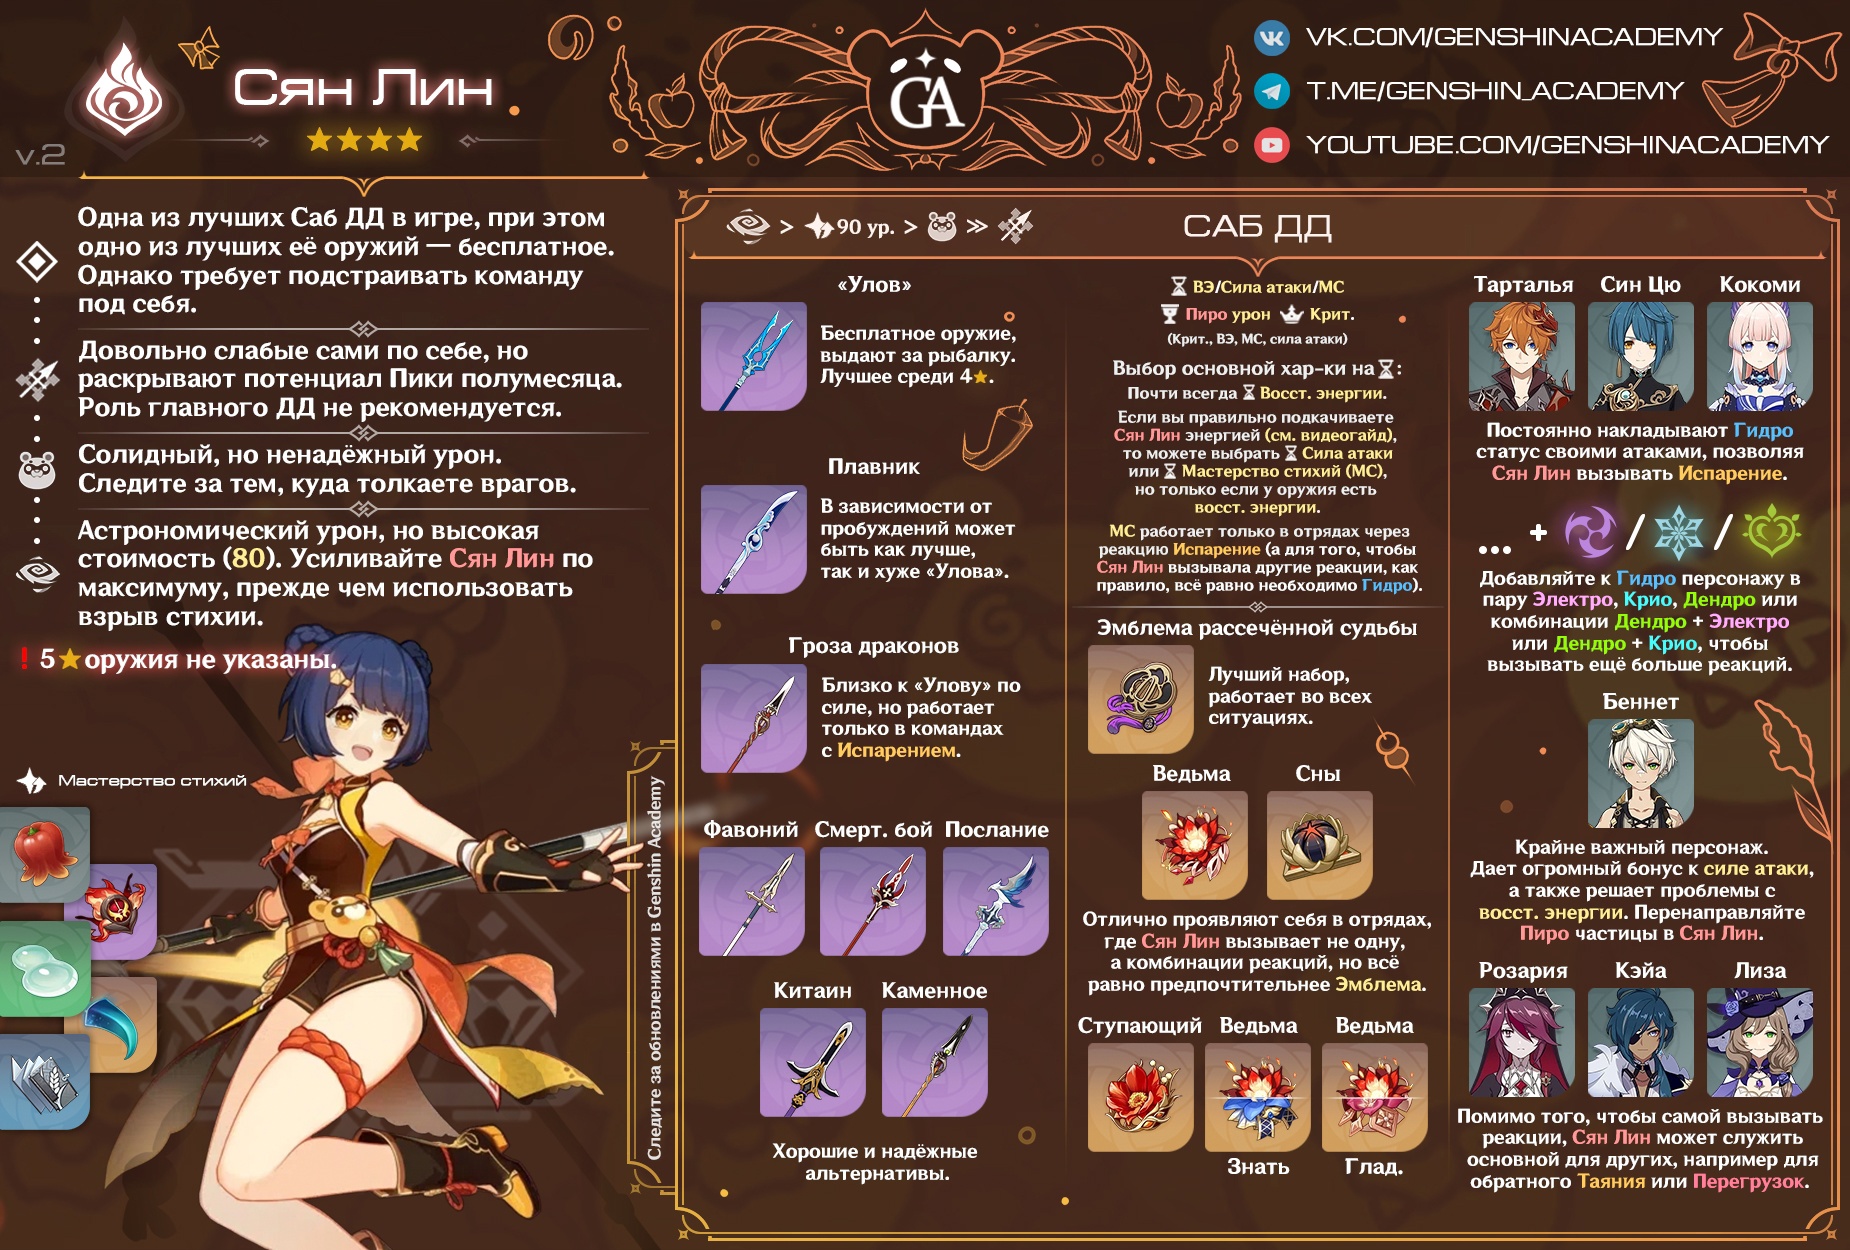 Сян Лин
v.2
GA
VK.COM/GENSHINACADEMY
T.ME/GENSHIN_ACADEMY
YOUTUBE.COM/GENSHINACADEMY
Одна из лучших Саб ДД в игре, при этом
одно из лучших её оружий — бесплатное.
Однако требует подстраивать команду
под себя.
Довольно слабые сами по себе, но
раскрывают потенциал Пики полумесяца.
Роль главного ДД не рекомендуется.
Солидный, но ненадёжный урон.
Следите за тем, куда толкаете врагов.
Астрономический урон, но высокая
стоимость (80). Усиливайте Сян Лин по
максимуму, прежде чем использовать
взрыв стихии.
! 5★ оружия не указаны.
Мастерство стихий
Следите за обновлениями в Genshin Academy
> 90 ур. > >>
САБ ДД
«Улов»
Бесплатное оружие,
выдают за рыбалку.
Лучшее среди 4★.
Плавник
В зависимости от
пробуждений может
быть как лучше,
так и хуже «Улова».
Гроза драконов
Близко к «Улову» по
силе, но работает
только в командах
с Испарением.
Фавоний Смерт. бой Послание
Китаин Каменное
Хорошие и надёжные
альтернативы.
ВЭ/Сила атаки/МС
Пиро урон Крит.
(Крит., ВЭ, МС, сила атаки)
Выбор основной хар-ки на :
Почти всегда Восст. энергии.
Если вы правильно подкачиваете
Сян Лин энергией (см. видеогайд),
то можете выбрать Сила атаки
или Мастерство стихий (МС),
но только если у оружия есть
восст. энергии.
МС работает только в отрядах через
реакцию Испарение (а для того, чтобы
Сян Лин вызывала другие реакции, как
правило, всё равно необходимо Гидро).
Эмблема рассечённой судьбы
Лучший набор,
работает во всех
ситуациях.
Ведьма Сны
Отлично проявляют себя в отрядах,
где Сян Лин вызывает не одну,
а комбинации реакций, но всё
равно предпочтительнее Эмблема.
Ступающий Ведьма Ведьма
Знать Глад.
Тарталья Син Цю Кокоми
Постоянно накладывают Гидро
статус своими атаками, позволяя
Сян Лин вызывать Испарение.
... + / /
Добавляйте к Гидро персонажу в
пару Электро, Крио, Дендро или
комбинации Дендро + Электро
или Дендро + Крио, чтобы
вызывать ещё больше реакций.
Беннет
Крайне важный персонаж.
Дает огромный бонус к силе атаки,
а также решает проблемы с
восст. энергии. Перенаправляйте
Пиро частицы в Сян Лин.
Розария Кэйа Лиза
Помимо того, чтобы самой вызывать
реакции, Сян Лин может служить
основной для других, например для
обратного Таяния или Перегрузок.